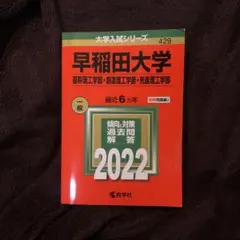 大学入試シリーズ
429
早稲田大学
基幹理工学部・創造理工学部・先進理工学部
一般
最近6カ年
傾向と対策
過去問
解答
2022
教学社